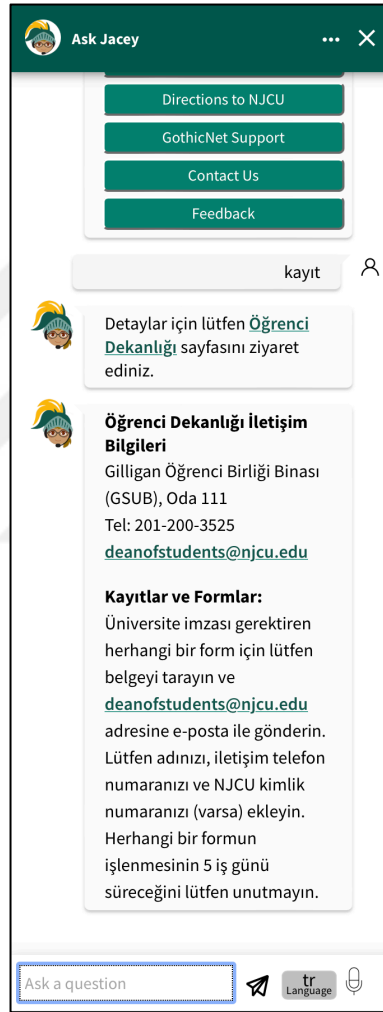 Ask Jacey
Directions to NJCU
GothicNet Support
Contact Us
Feedback
kayıt
Detaylar için lütfen Öğrenci
Dekanlığı sayfasını ziyaret
ediniz.
Öğrenci Dekanlığı İletişim
Bilgileri
Gilligan Öğrenci Birliği Binası
(GSUB), Oda 111
Tel: 201-200-3525
deanofstudents@njcu.edu
Kayıtlar ve Formlar:
Üniversite imzası gerektiren
herhangi bir form için lütfen
belgeyi tarayın ve
deanofstudents@njcu.edu
adresine e-posta ile gönderin.
Lütfen adınızı, iletişim telefon
numaranızı ve NJCU kimlik
numaranızı (varsa) ekleyin.
Herhangi bir formun
işlenmesinin 5 iş günü
süreceğini lütfen unutmayın.
Ask a question
tr
Language